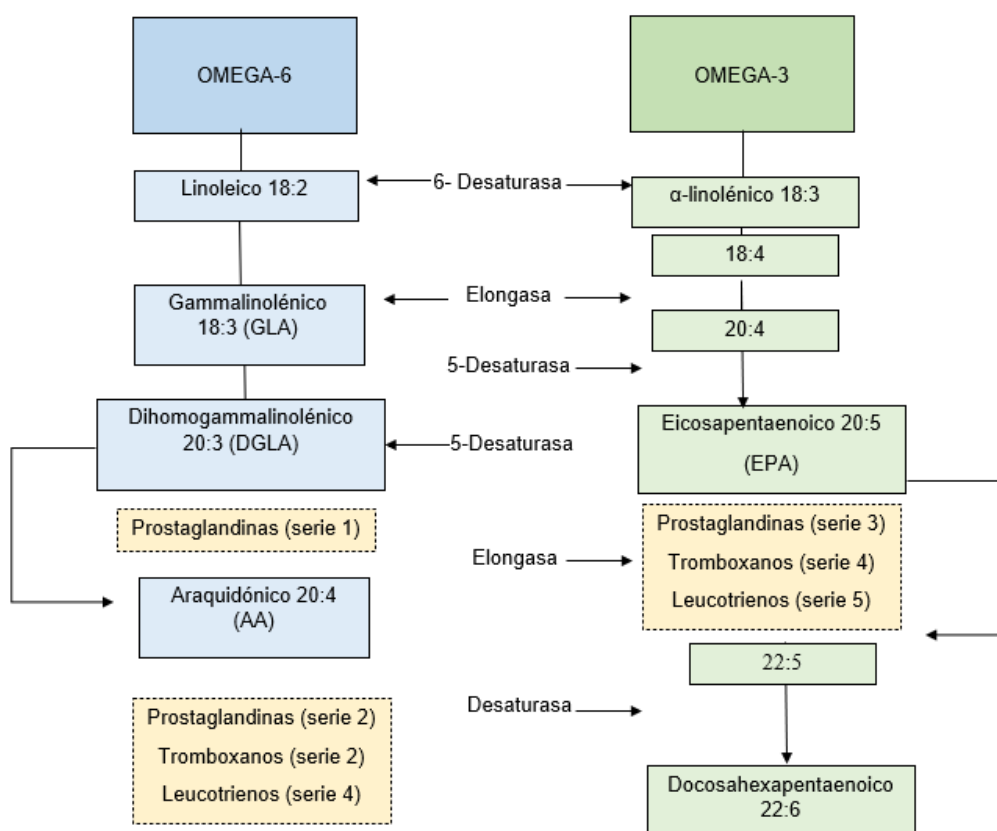 OMEGA-6
OMEGA-3
Linoleico 18:2
6- Desaturasa
α-linolénico 18:3
18:4
Gammalinolénico
18:3 (GLA)
Elongasa
20:4
5-Desaturasa
Dihomogammalinolénico
20:3 (DGLA)
5-Desaturasa
Eicosapentaenoico 20:5
(EPA)
Prostaglandinas (serie 1)
Prostaglandinas (serie 3)
Tromboxanos (serie 4)
Leucotrienos (serie 5)
Elongasa
Araquidónico 20:4
(AA)
22:5
Desaturasa
Prostaglandinas (serie 2)
Tromboxanos (serie 2)
Leucotrienos (serie 4)
Docosahexapentaenoico
22:6